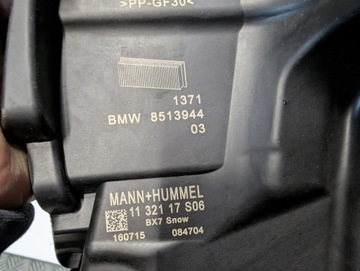 >PP-GF30<
1371
BMW 8513944
03
MANN+HUMMEL
11 321 17 S06
BX7 Snow
160715 084704